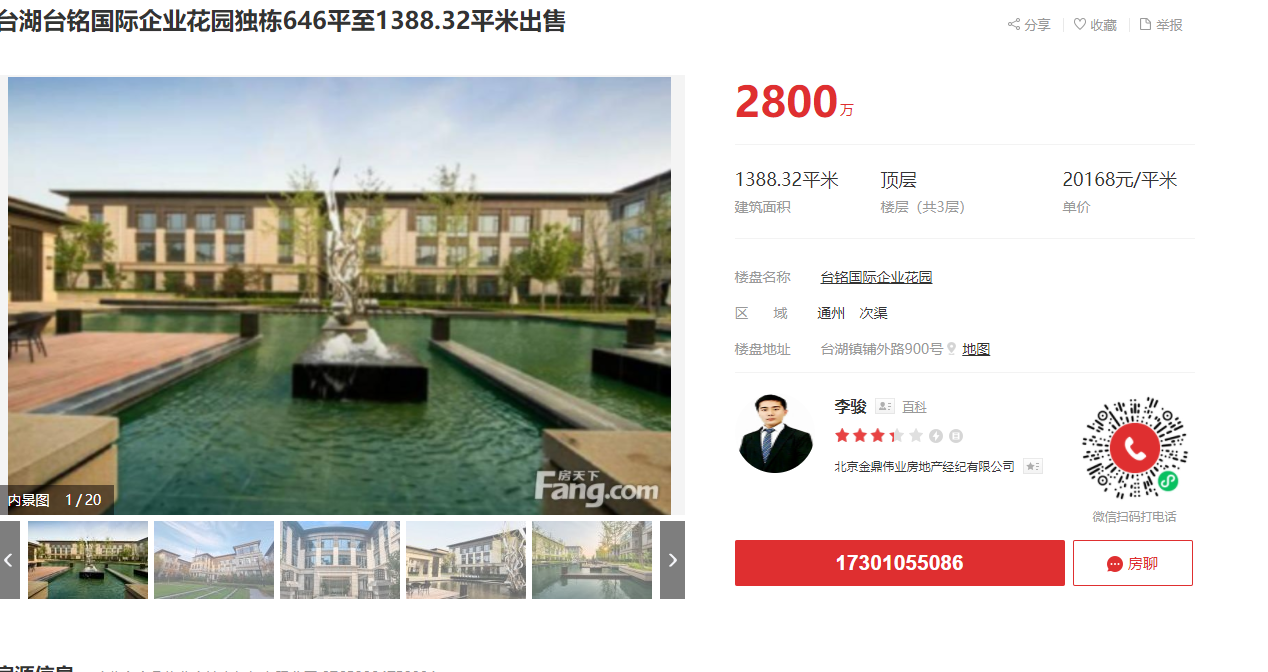 台湖台铭国际企业花园独栋646平至1388.32平米出售
分享 收藏 举报
2800万
1388.32平米 顶层 20168元/平米
建筑面积 楼层（共3层） 单价
楼盘名称 台铭国际企业花园
区域 通州 次渠
楼盘地址 台湖镇铺外路900号 地图
李骏 百科
北京金鼎伟业房地产经纪有限公司
微信扫码打电话
17301055086 房聊
房天下
Fang.com
内景图 1 / 20